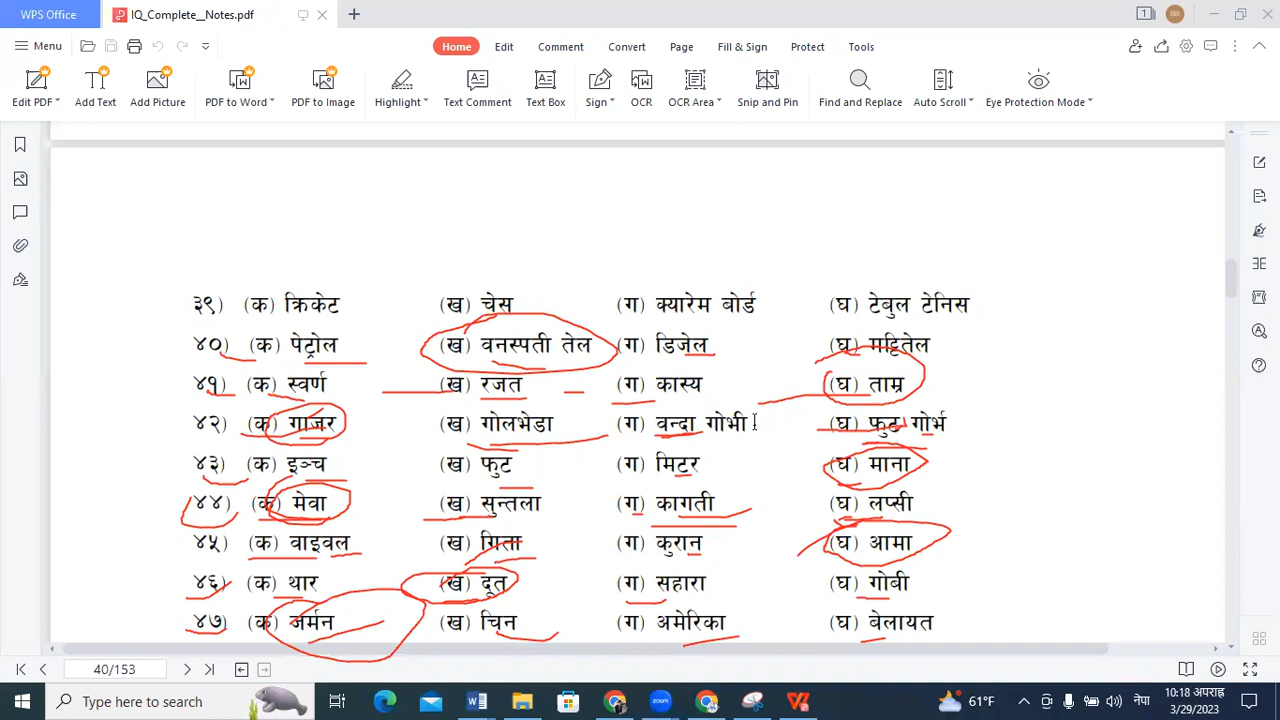 WPS Office IQ_Complete_Notes.pdf 1 BB
Menu Home Edit Comment Convert Page Fill & Sign Protect Tools
Edit PDF Add Text Add Picture PDF to Word PDF to Image Highlight Text Comment Text Box Sign OCR OCR Area Snip and Pin Find and Replace Auto Scroll Eye Protection Mode
३९) (क) क्रिकेट (ख) चेस (ग) क्यारेम बोर्ड (घ) टेबुल टेनिस
४०) (क) पेट्रोल (ख) वनस्पती तेल (ग) डिजेल (घ) मट्टितेल
४१) (क) स्वर्ण (ख) रजत (ग) कास्य (घ) ताम्र
४२) (क) गाजर (ख) गोलभेडा (ग) वन्दा गोभी (घ) फुट गोर्भ
४३) (क) इञ्च (ख) फुट (ग) मिटर (घ) माना
४४) (क) मेवा (ख) सुन्तला (ग) कागती (घ) लप्सी
४५) (क) वाइवल (ख) गिता (ग) कुरान (घ) आमा
४६) (क) थार (ख) दूत (ग) सहारा (घ) गोबी
४७) (क) जर्मन (ख) चिन (ग) अमेरिका (घ) बेलायत
40/153
Type here to search 61°F नेपा 10:18 अपराह्न
3/29/2023